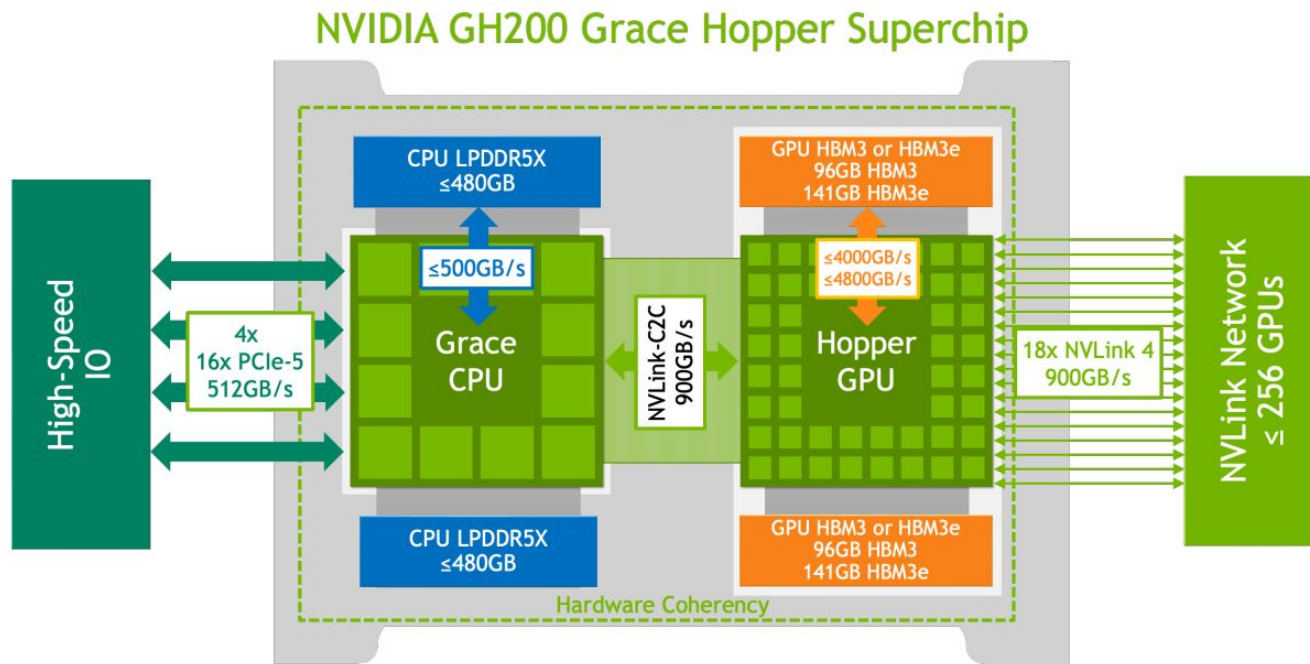 NVIDIA GH200 Grace Hopper Superchip
High-Speed
IO
4x
16x PCIe-5
512GB/s
CPU LPDDR5X
≤480GB
≤500GB/s
Grace
CPU
CPU LPDDR5X
≤480GB
NVLink-C2C
900GB/s
GPU HBM3 or HBM3e
96GB HBM3
141GB HBM3e
≤4000GB/s
≤4800GB/s
Hopper
GPU
GPU HBM3 or HBM3e
96GB HBM3
141GB HBM3e
18x NVLink 4
900GB/s
NVLink Network
≤ 256 GPUs
Hardware Coherency